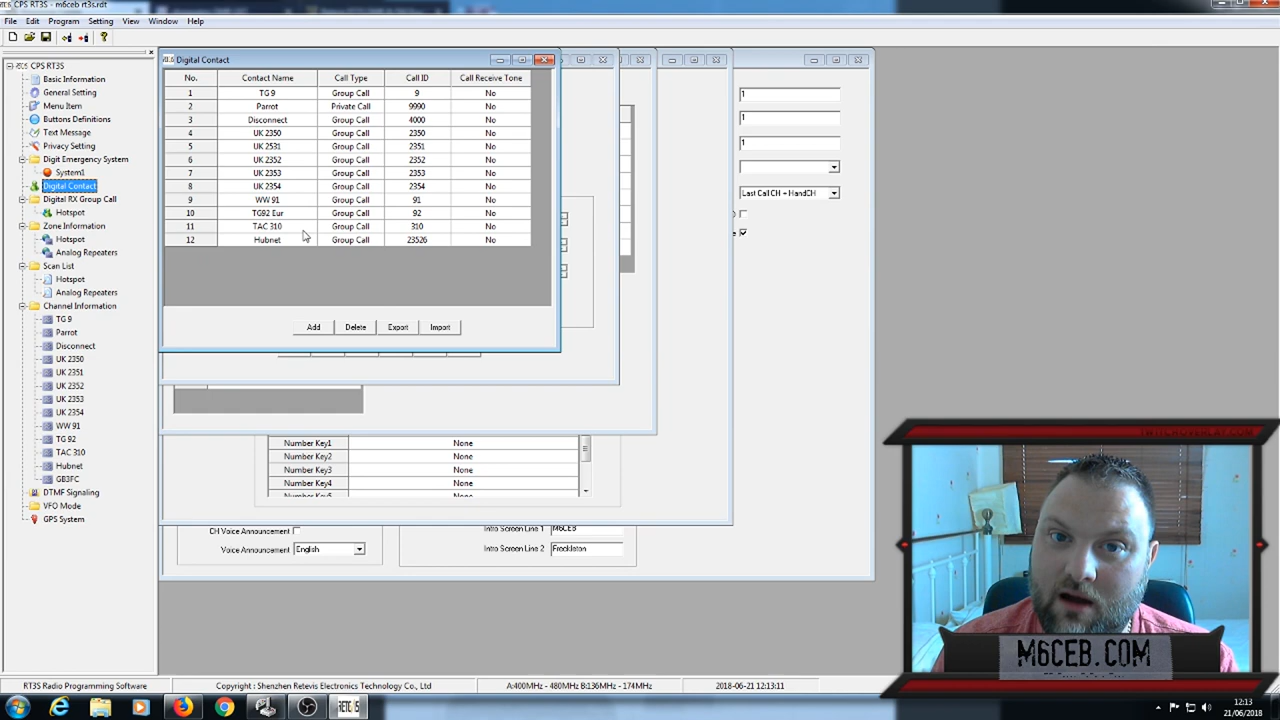 CPS RT3S - m6ceb rt3s.rdt
File Edit Program Setting View Window Help
CPS RT3S
Basic Information
General Setting
Menu Item
Buttons Definitions
Text Message
Privacy Setting
Digit Emergency System
System1
Digital Contact
Digital RX Group Call
Hotspot
Zone Information
Hotspot
Analog Repeaters
Scan List
Hotspot
Analog Repeaters
Channel Information
TG 9
Parrot
Disconnect
UK 2350
UK 2351
UK 2352
UK 2353
UK 2354
WW 91
TG 92
TAC 310
Hubnet
GB3FC
DTMF Signaling
VFO Mode
GPS System
Digital Contact
No. Contact Name Call Type Call ID Call Receive Tone
1 TG 9 Group Call 9 No
2 Parrot Private Call 9990 No
3 Disconnect Group Call 4000 No
4 UK 2350 Group Call 2350 No
5 UK 2531 Group Call 2351 No
6 UK 2352 Group Call 2352 No
7 UK 2353 Group Call 2353 No
8 UK 2354 Group Call 2354 No
9 WW 91 Group Call 91 No
10 TG92 Eur Group Call 92 No
11 TAC 310 Group Call 310 No
12 Hubnet Group Call 23526 No
Add Delete Export Import
1
1
1
Last Call CH + HandCH
Number Key1 None
Number Key2 None
Number Key3 None
Number Key4 None
Number Key5 None
CH Voice Announcement
Voice Announcement English
Intro Screen Line 1 M6CEB
Intro Screen Line 2 Freckleton
TWITCHOVERLAY.COM
M6CEB.COM
RT3S Radio Programming Software
Copyright : Shenzhen Retevis Electronics Technology Co., Ltd
A:400MHz - 480MHz B:136MHz - 174MHz
2018-06-21 12:13:11
RETEVIS
12:13
21/06/2018